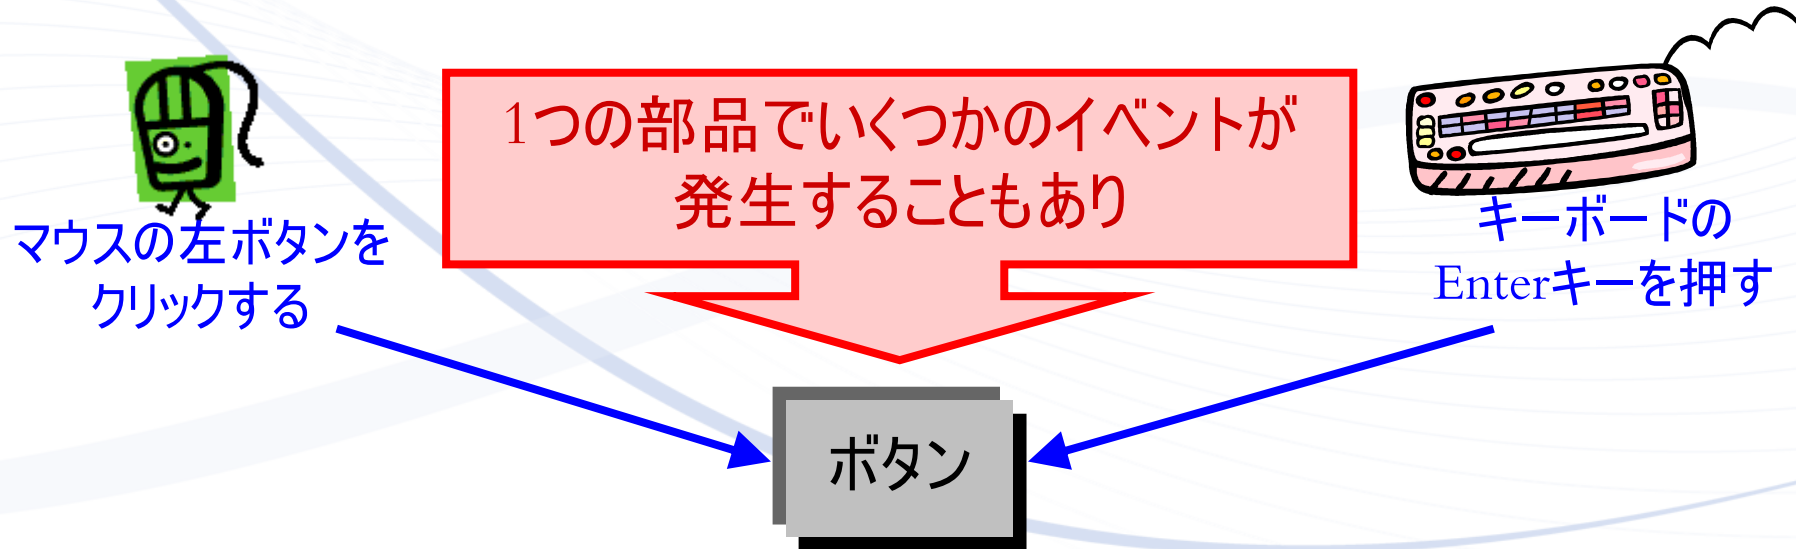 1つの部品でいくつかのイベントが
発生することもあり
マウスの左ボタンを
クリックする
キーボードの
Enterキーを押す
ボタン